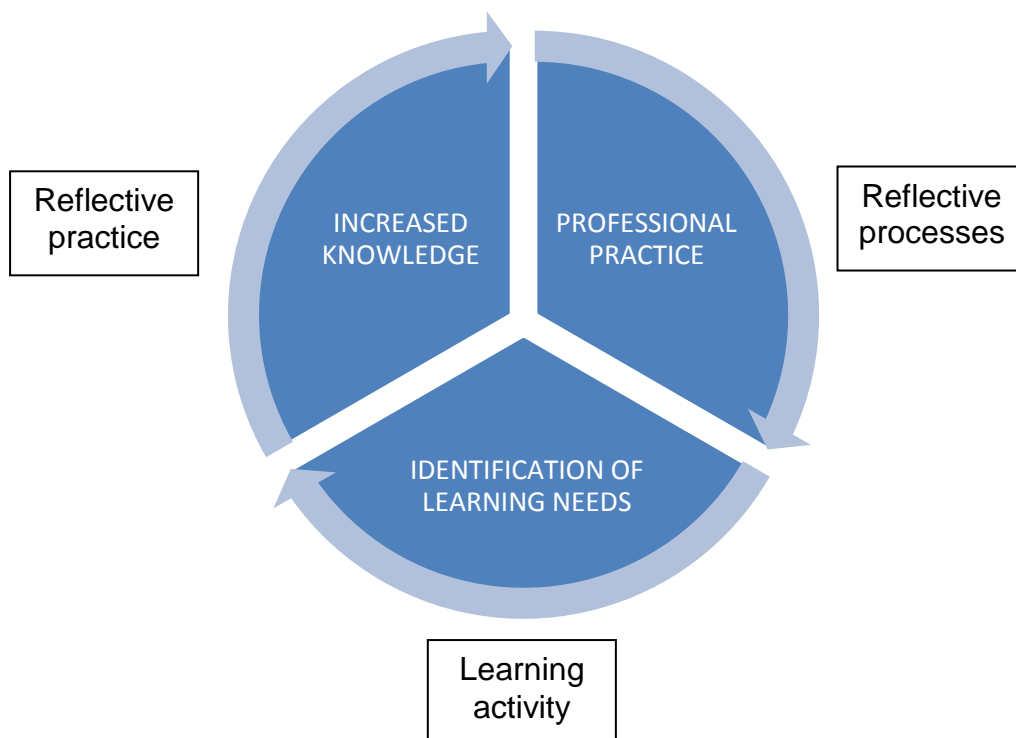 Reflective
practice
INCREASED
KNOWLEDGE
PROFESSIONAL
PRACTICE
Reflective
processes
IDENTIFICATION OF
LEARNING NEEDS
Learning
activity